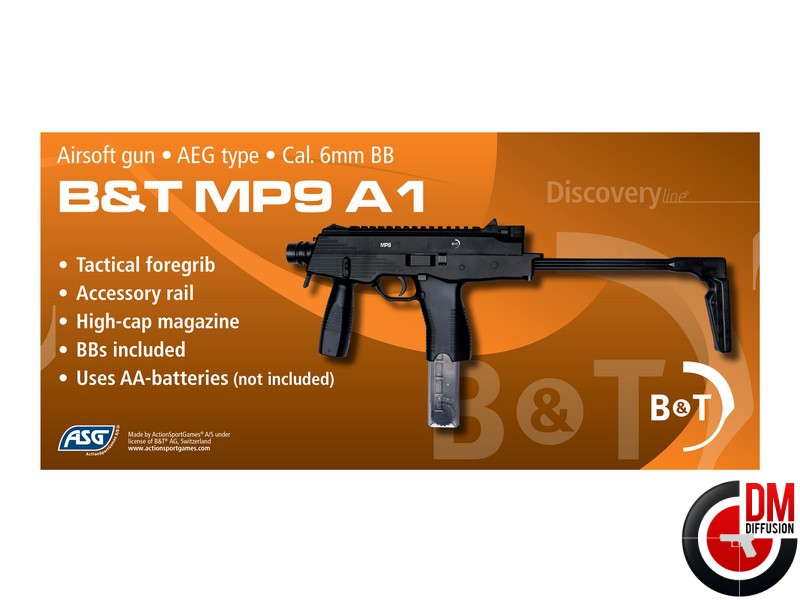 Airsoft gun • AEG type • Cal. 6mm BB
B&T MP9 A1
Discoveryline®
MP9
• Tactical foregrib
• Accessory rail
• High-cap magazine
• BBs included
• Uses AA-batteries (not included)
B&T
B&T
ASG
ActionSportGames A/S
Made by ActionSportGames® A/S under
license of B&T® AG, Switzerland
www.actionsportgames.com
DM
DIFFUSION